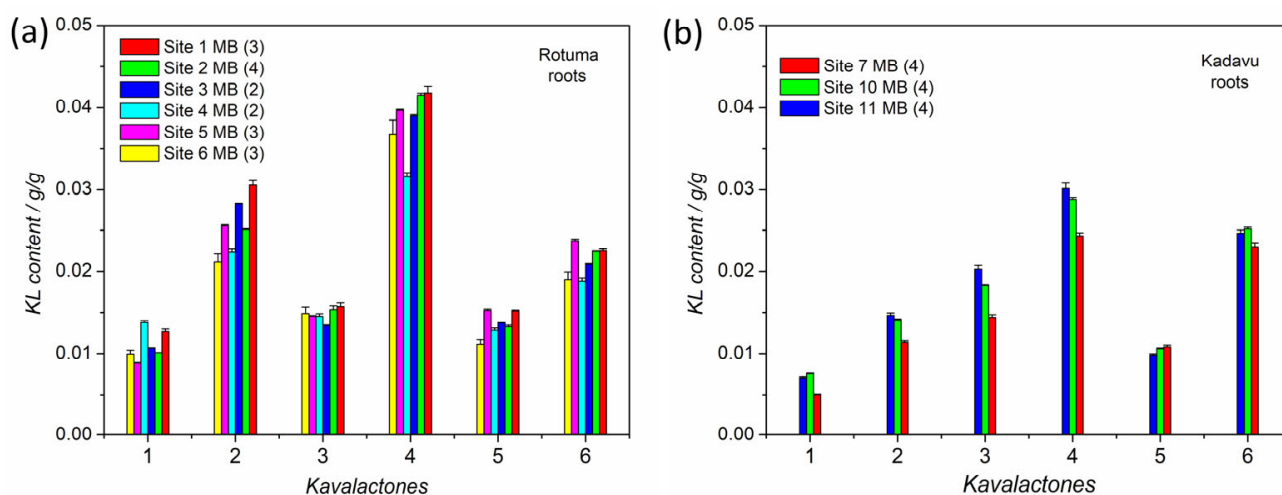 (a)
Rotuma
roots
Site 1 MB (3)
Site 2 MB (4)
Site 3 MB (2)
Site 4 MB (2)
Site 5 MB (3)
Site 6 MB (3)
KL content / g/g
0.05
0.04
0.03
0.02
0.01
0.00
1 2 3 4 5 6
Kavalactones
(b)
Kadavu
roots
Site 7 MB (4)
Site 10 MB (4)
Site 11 MB (4)
KL content / g/g
0.05
0.04
0.03
0.02
0.01
0.00
1 2 3 4 5 6
Kavalactones